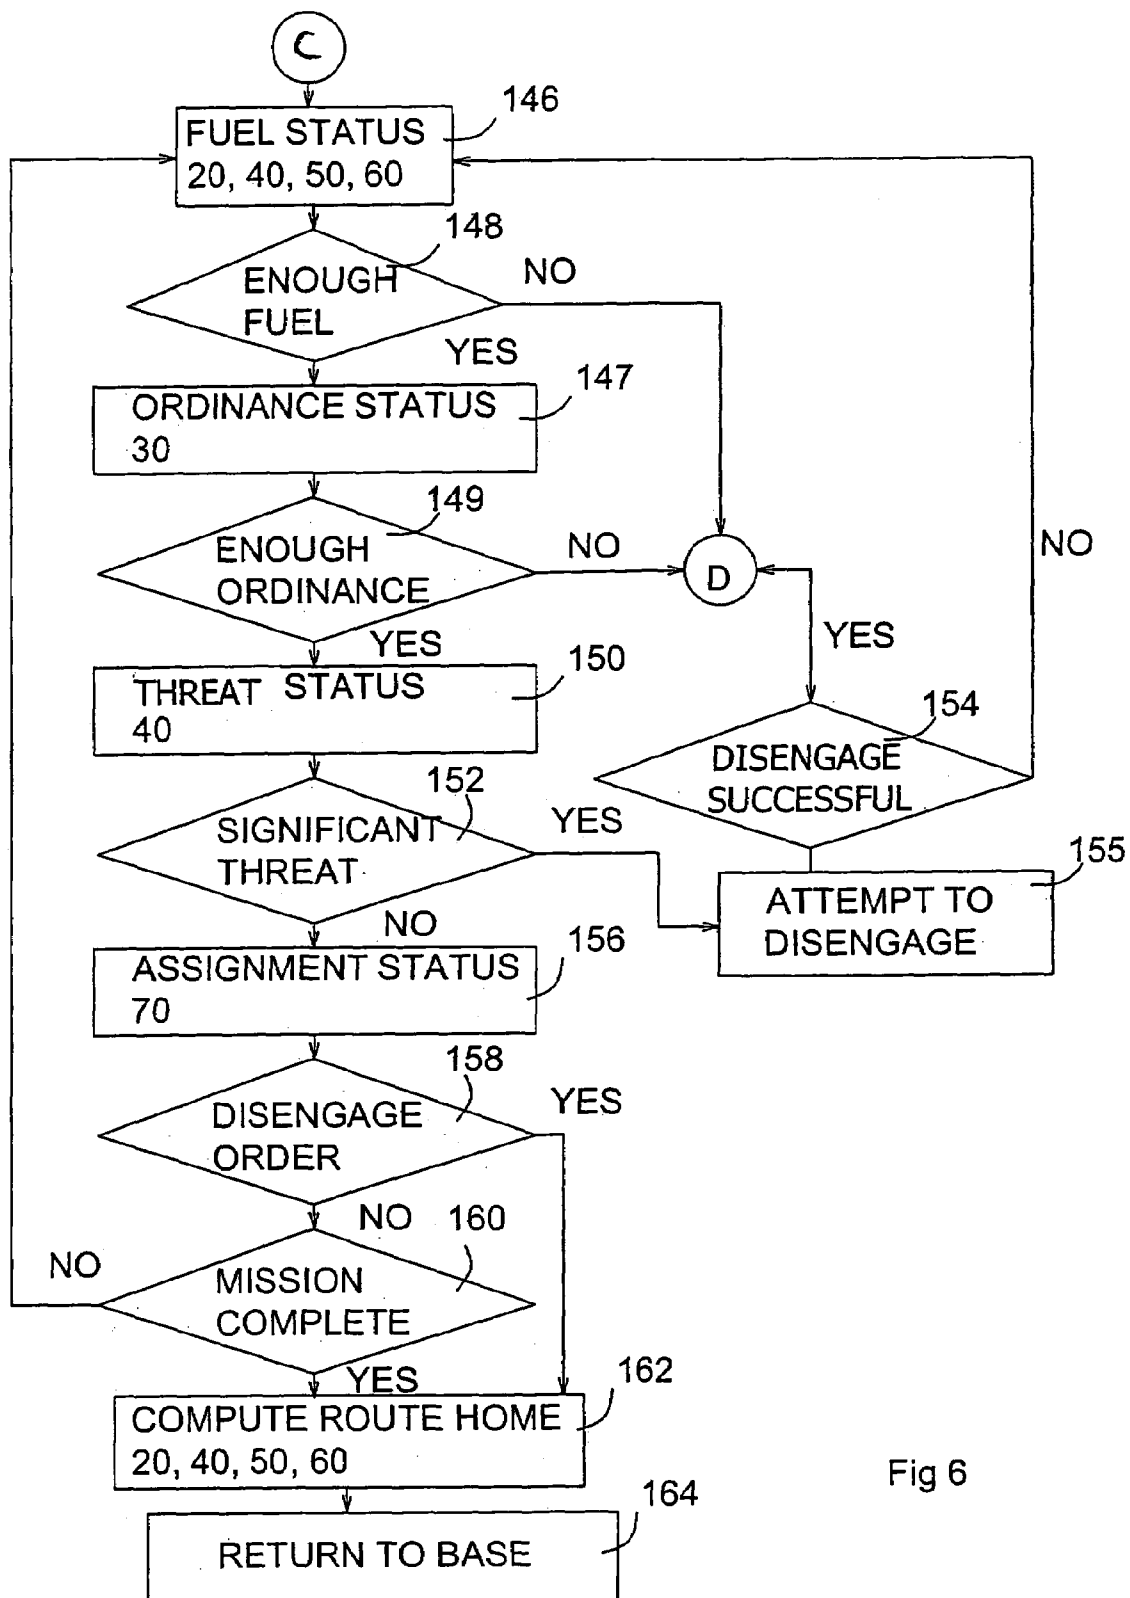 C
146
FUEL STATUS
20, 40, 50, 60
148
ENOUGH
FUEL
NO
YES
147
ORDINANCE STATUS
30
149
ENOUGH
ORDINANCE
NO
D
NO
YES
YES
150
THREAT STATUS
40
154
DISENGAGE
SUCCESSFUL
152
SIGNIFICANT
THREAT
YES
155
ATTEMPT TO
DISENGAGE
NO
156
ASSIGNMENT STATUS
70
158
DISENGAGE
ORDER
YES
NO
160
NO
MISSION
COMPLETE
YES
162
COMPUTE ROUTE HOME
20, 40, 50, 60
Fig 6
164
RETURN TO BASE